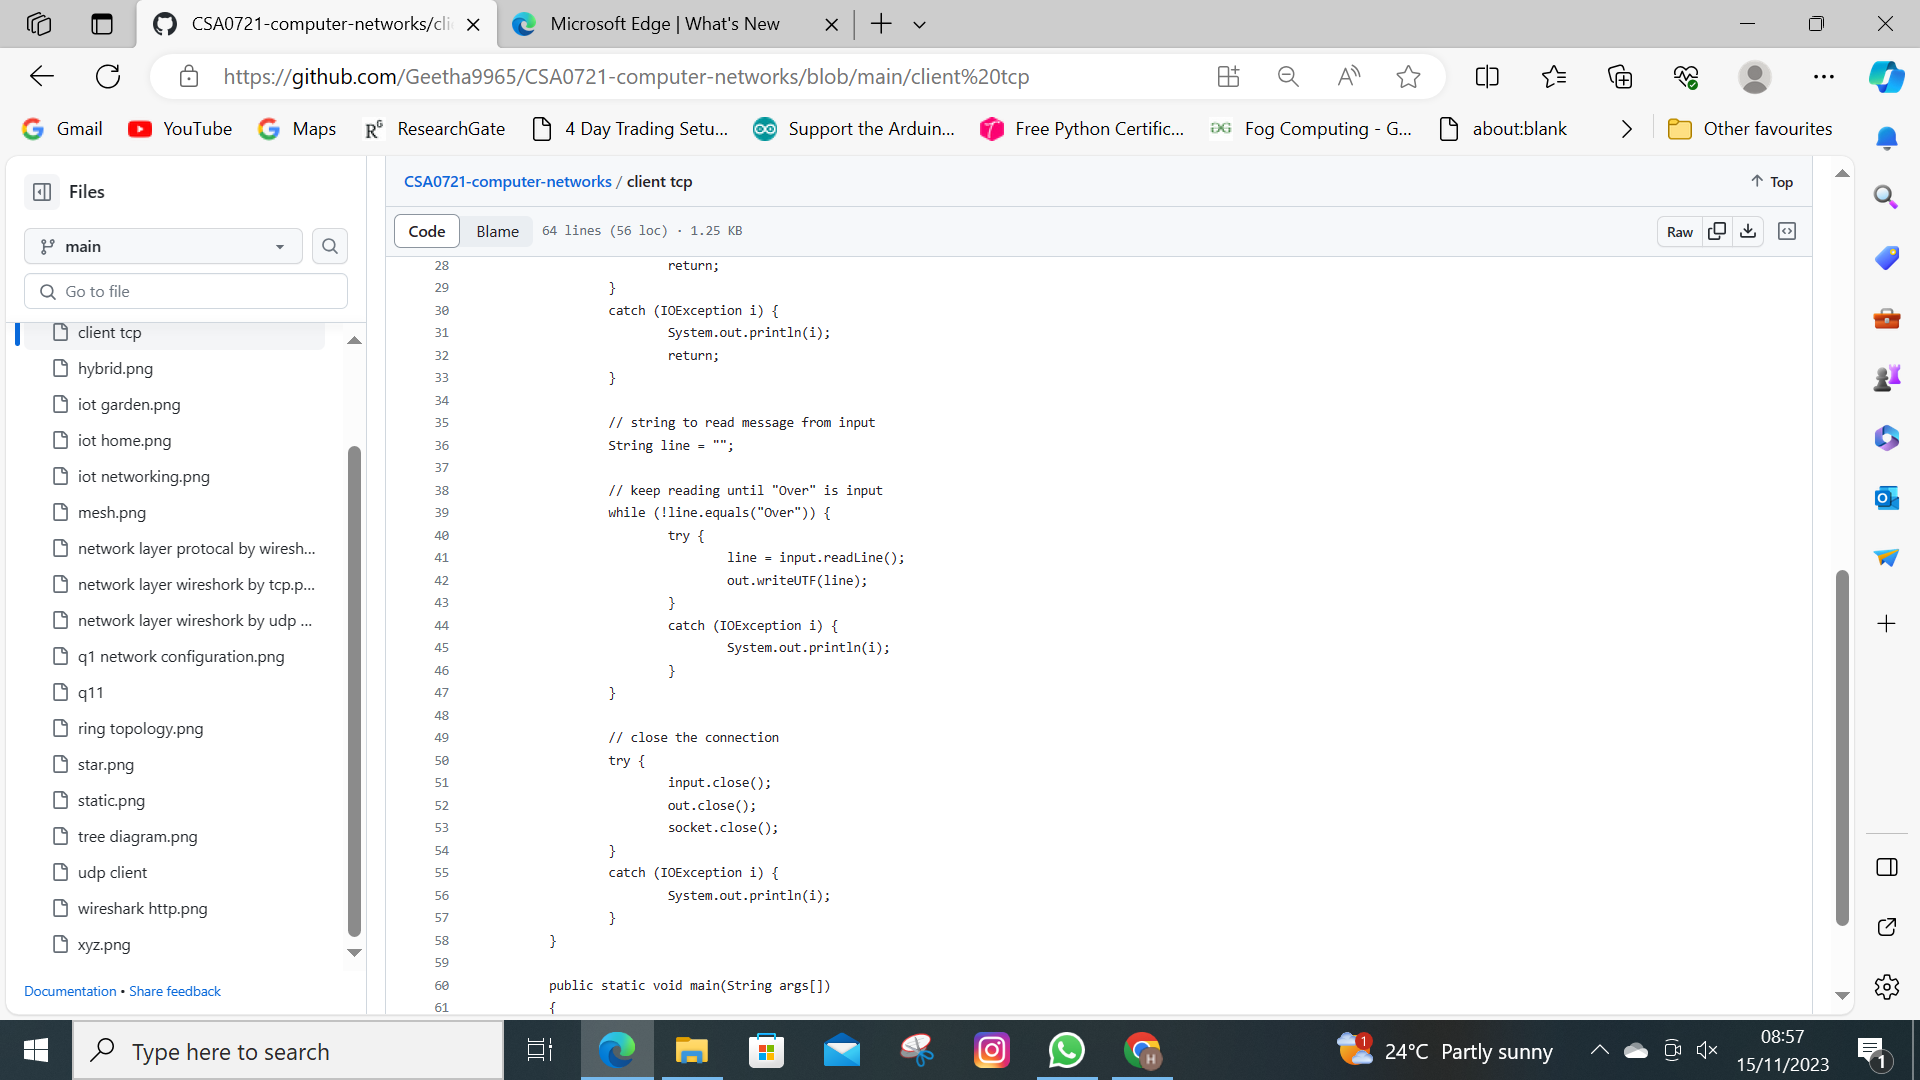 CSA0721-computer-networks/cli
Microsoft Edge | What's New
https://github.com/Geetha9965/CSA0721-computer-networks/blob/main/client%20tcp
Gmail YouTube Maps ResearchGate 4 Day Trading Setu... Support the Arduin... Free Python Certific... Fog Computing - G... about:blank Other favourites
Files
main
Go to file
client tcp
hybrid.png
iot garden.png
iot home.png
iot networking.png
mesh.png
network layer protocal by wiresh...
network layer wireshork by tcp.p...
network layer wireshork by udp ...
q1 network configuration.png
q11
ring topology.png
star.png
static.png
tree diagram.png
udp client
wireshark http.png
xyz.png
Documentation • Share feedback
CSA0721-computer-networks / client tcp
Top
Code Blame 64 lines (56 loc) · 1.25 KB
Raw
28 return;
29 }
30 catch (IOException i) {
31 System.out.println(i);
32 return;
33 }
34
35 // string to read message from input
36 String line = "";
37
38 // keep reading until "Over" is input
39 while (!line.equals("Over")) {
40 try {
41 line = input.readLine();
42 out.writeUTF(line);
43 }
44 catch (IOException i) {
45 System.out.println(i);
46 }
47 }
48
49 // close the connection
50 try {
51 input.close();
52 out.close();
53 socket.close();
54 }
55 catch (IOException i) {
56 System.out.println(i);
57 }
58 }
59
60 public static void main(String args[])
61 {
Type here to search
H
1
24°C Partly sunny
08:57
15/11/2023
1